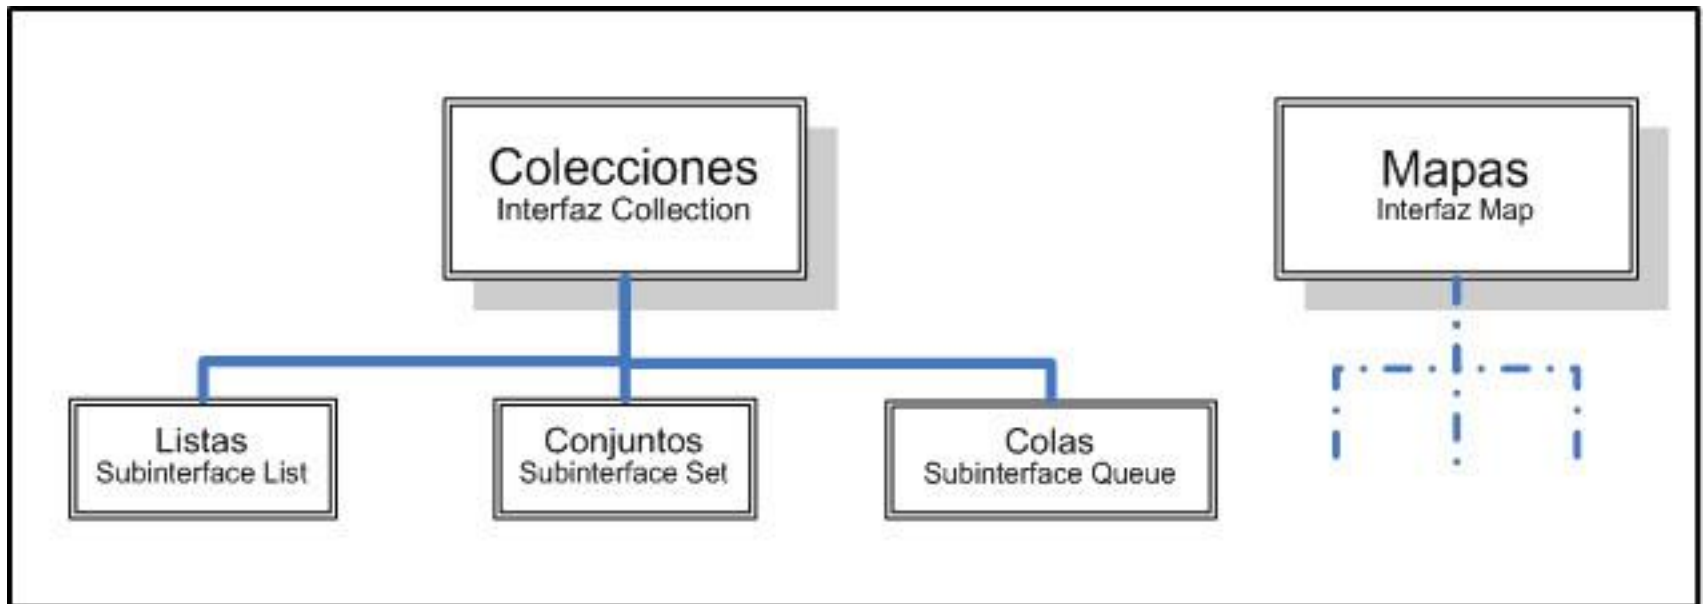 Colecciones
Interfaz Collection
Mapas
Interfaz Map
Listas
Subinterface List
Conjuntos
Subinterface Set
Colas
Subinterface Queue